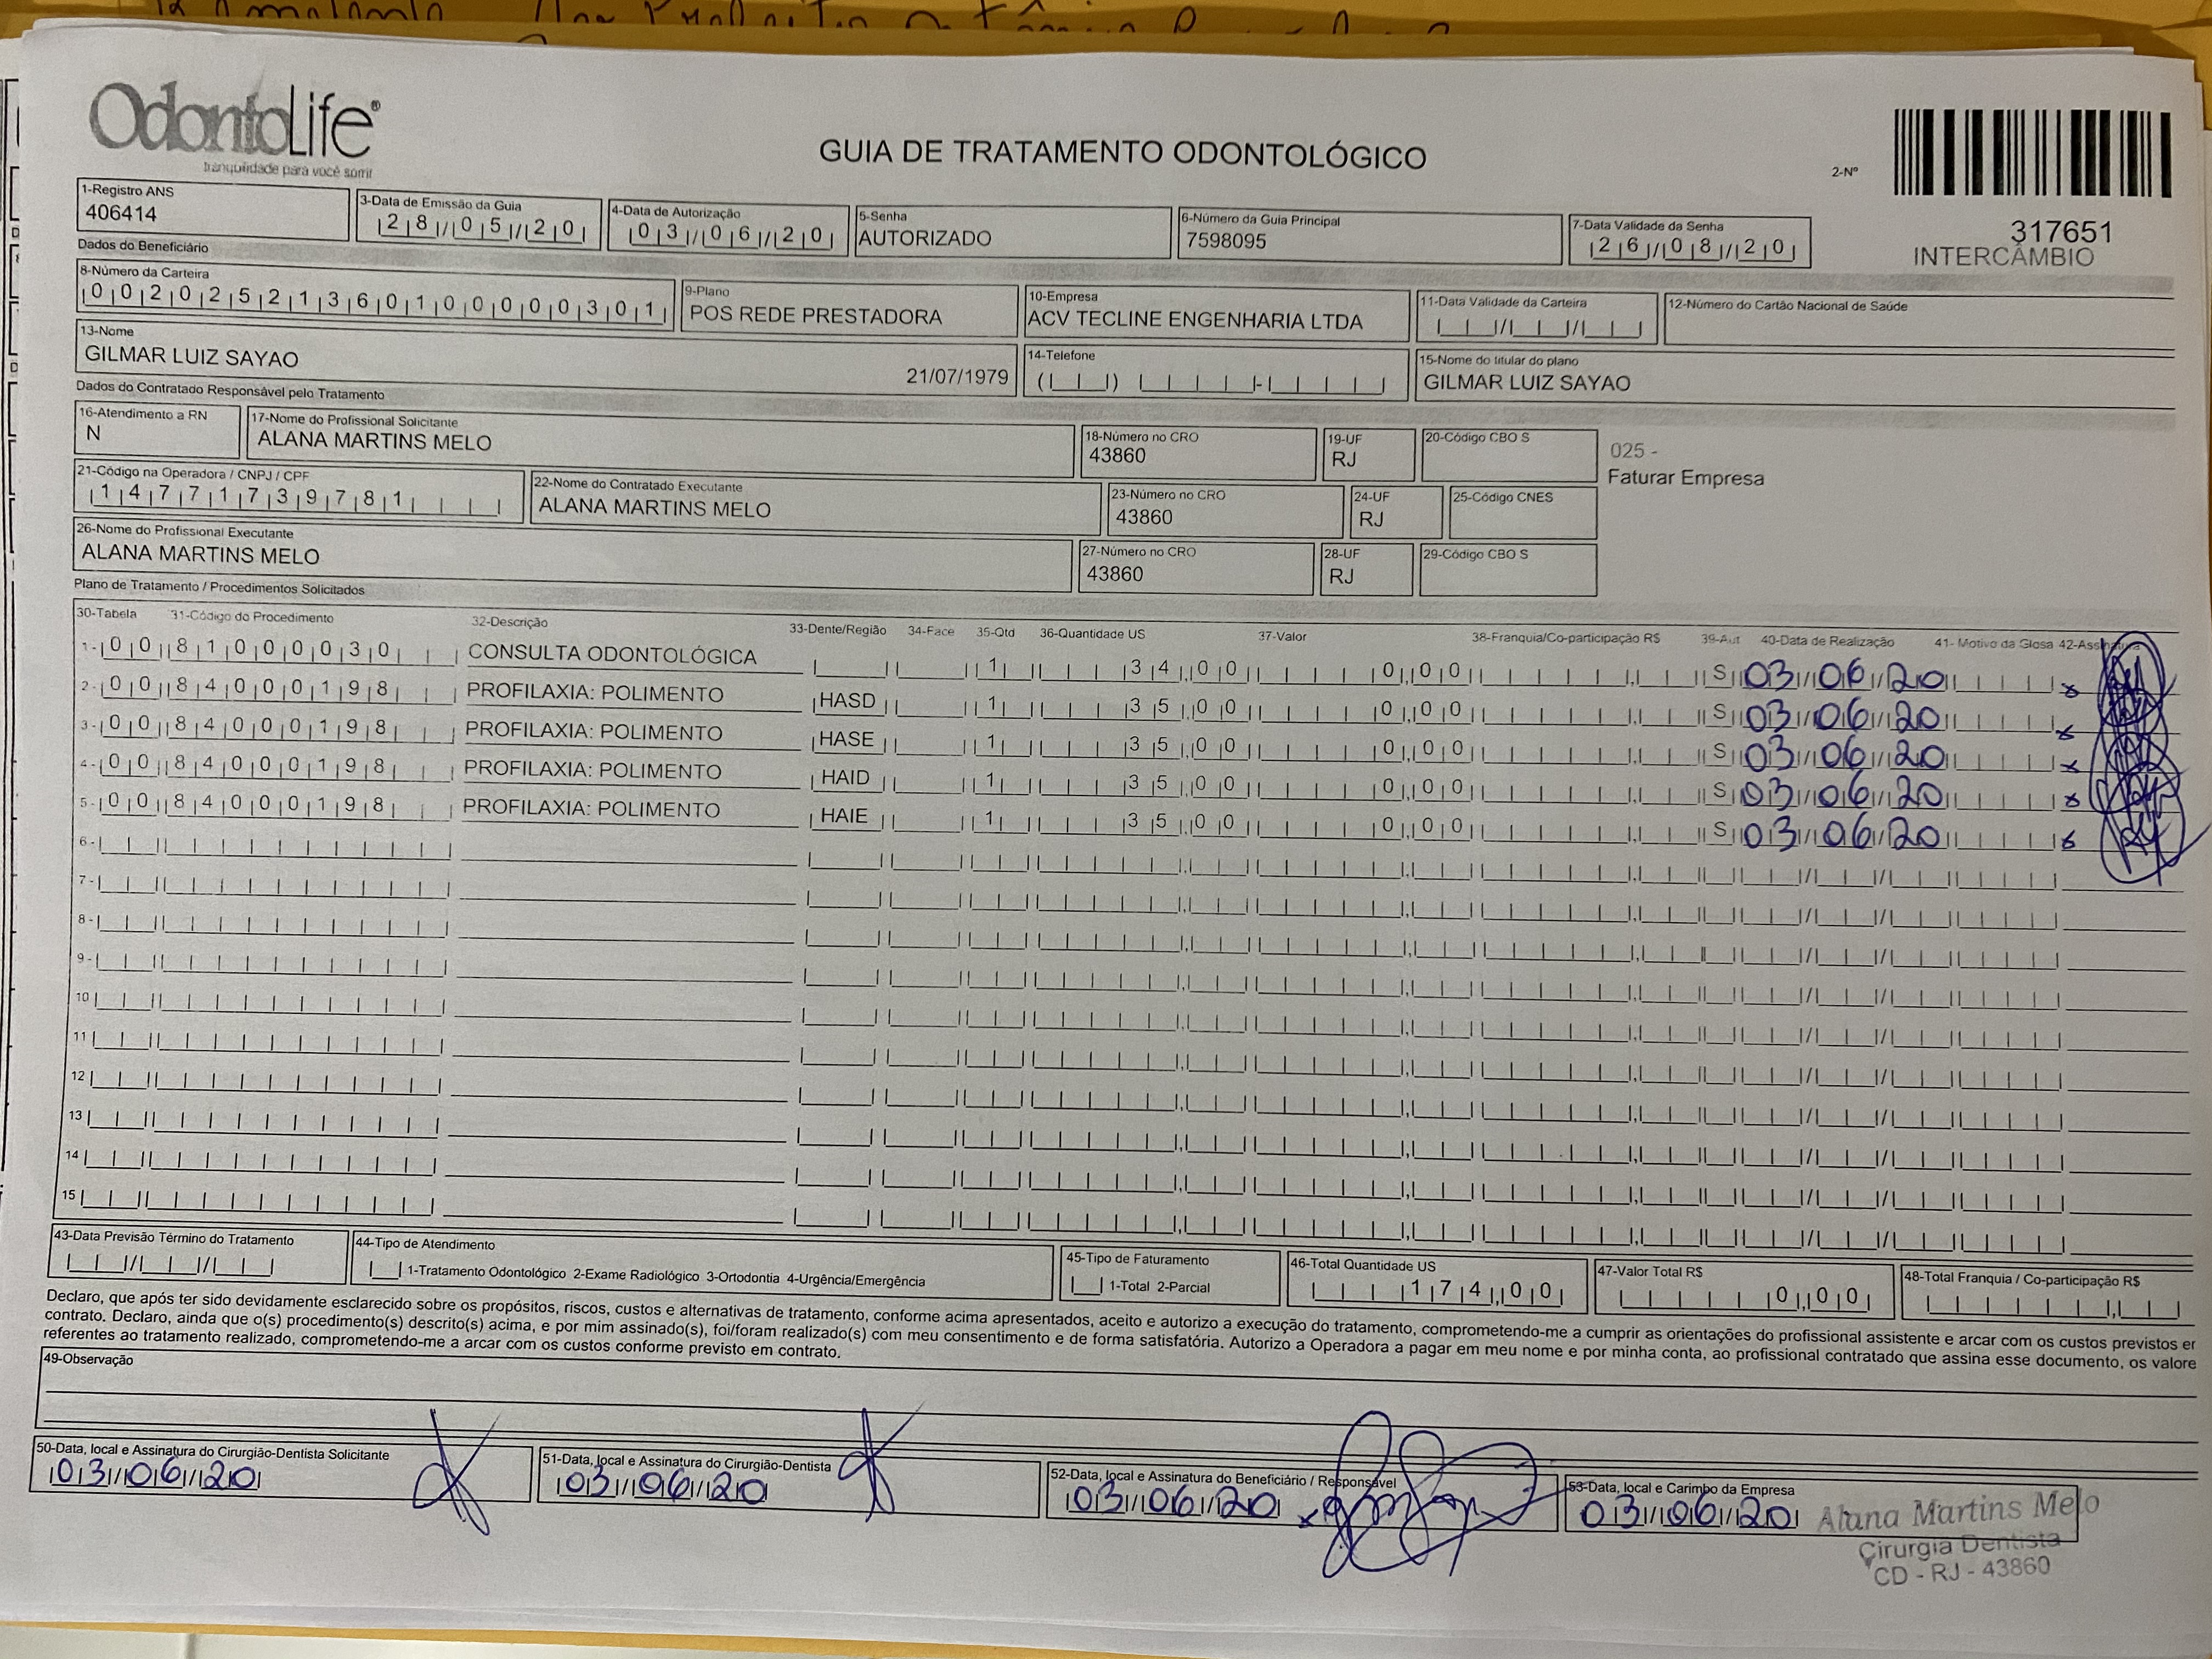 OdontoLife®
tranqüilidade para você sorrir
GUIA DE TRATAMENTO ODONTOLÓGICO
2-Nº
317651
INTERCÂMBIO
1-Registro ANS
406414
3-Data de Emissão da Guia
28/05/20
4-Data de Autorização
03/06/20
5-Senha
AUTORIZADO
6-Número da Guia Principal
7598095
7-Data Validade da Senha
26/08/20
Dados do Beneficiário
8-Número da Carteira
00202521360100000301
9-Plano
POS REDE PRESTADORA
10-Empresa
ACV TECLINE ENGENHARIA LTDA
11-Data Validade da Carteira
12-Número do Cartão Nacional de Saúde
13-Nome
GILMAR LUIZ SAYAO
21/07/1979
14-Telefone
15-Nome do titular do plano
GILMAR LUIZ SAYAO
Dados do Contratado Responsável pelo Tratamento
16-Atendimento a RN
N
17-Nome do Profissional Solicitante
ALANA MARTINS MELO
18-Número no CRO
43860
19-UF
RJ
20-Código CBO S
025 -
Faturar Empresa
21-Código na Operadora / CNPJ / CPF
14771739781
22-Nome do Contratado Executante
ALANA MARTINS MELO
23-Número no CRO
43860
24-UF
RJ
25-Código CNES
26-Nome do Profissional Executante
ALANA MARTINS MELO
27-Número no CRO
43860
28-UF
RJ
29-Código CBO S
Plano de Tratamento / Procedimentos Solicitados
30-Tabela 31-Código do Procedimento 32-Descrição 33-Dente/Região 34-Face 35-Qtd 36-Quantidade US 37-Valor 38-Franquia/Co-participação R$ 39-Aut 40-Data de Realização 41- Motivo da Glosa 42-Assinatura
1- 00 81000030 CONSULTA ODONTOLÓGICA 1 34,00 0,00 S 03/06/20 x
2- 00 84000198 PROFILAXIA: POLIMENTO HASD 1 35,00 0,00 S 03/06/20 x
3- 00 84000198 PROFILAXIA: POLIMENTO HASE 1 35,00 0,00 S 03/06/20 x
4- 00 84000198 PROFILAXIA: POLIMENTO HAID 1 35,00 0,00 S 03/06/20 x
5- 00 84000198 PROFILAXIA: POLIMENTO HAIE 1 35,00 0,00 S 03/06/20 x
6-
7-
8-
9-
10
11
12
13
14
15
43-Data Previsão Término do Tratamento
44-Tipo de Atendimento
1-Tratamento Odontológico 2-Exame Radiológico 3-Ortodontia 4-Urgência/Emergência
45-Tipo de Faturamento
1-Total 2-Parcial
46-Total Quantidade US
174,00
47-Valor Total R$
0,00
48-Total Franquia / Co-participação R$
Declaro, que após ter sido devidamente esclarecido sobre os propósitos, riscos, custos e alternativas de tratamento, conforme acima apresentados, aceito e autorizo a execução do tratamento, comprometendo-me a cumprir as orientações do profissional assistente e arcar com os custos previstos er
contrato. Declaro, ainda que o(s) procedimento(s) descrito(s) acima, e por mim assinado(s), foi/foram realizado(s) com meu consentimento e de forma satisfatória. Autorizo a Operadora a pagar em meu nome e por minha conta, ao profissional contratado que assina esse documento, os valore
referentes ao tratamento realizado, comprometendo-me a arcar com os custos conforme previsto em contrato.
49-Observação
50-Data, local e Assinatura do Cirurgião-Dentista Solicitante
03/06/20
51-Data, local e Assinatura do Cirurgião-Dentista
03/06/20
52-Data, local e Assinatura do Beneficiário / Responsável
03/06/20 x
53-Data, local e Carimbo da Empresa
03/06/20
Alana Martins Melo
Cirurgia Dentista
CD - RJ - 43860